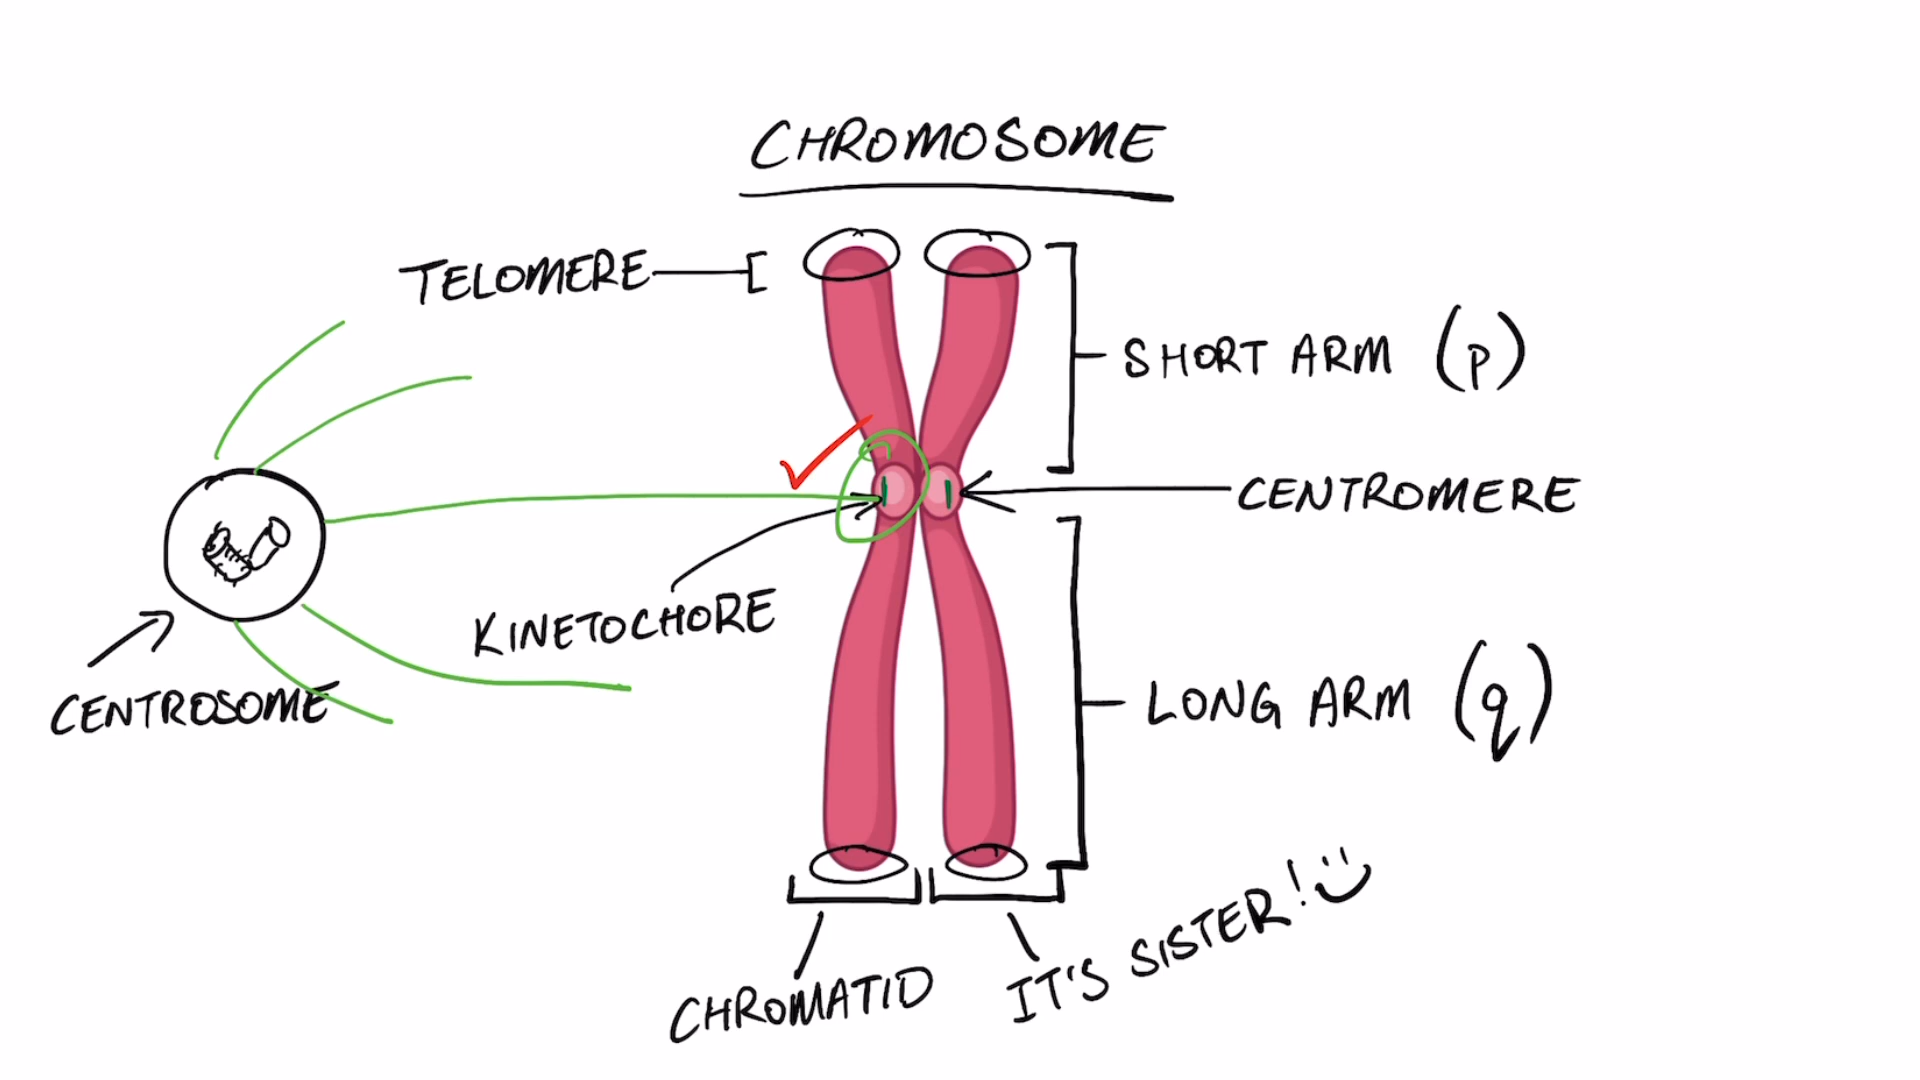 CHROMOSOME
TELOMERE
SHORT ARM (p)
CENTROMERE
KINETOCHORE
CENTROSOME
LONG ARM (q)
CHROMATID
IT'S SISTER!